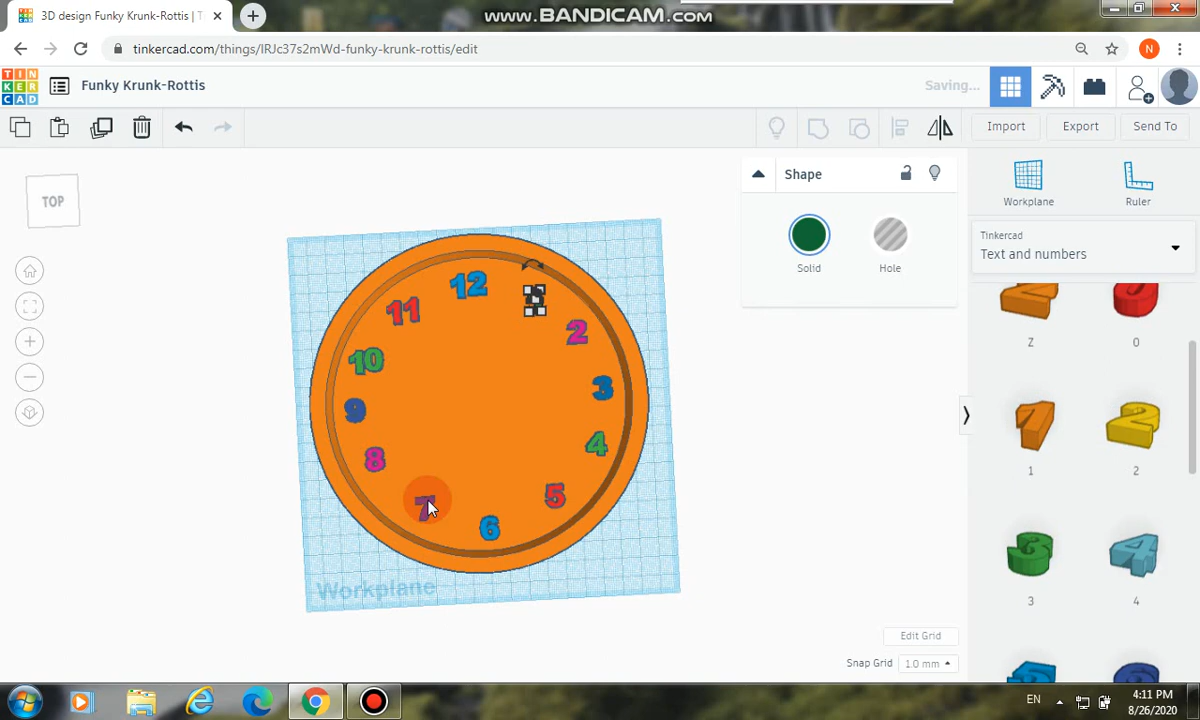 www.BANDICAM.com
3D design Funky Krunk-Rottis | T
tinkercad.com/things/lRJc37s2mWd-funky-krunk-rottis/edit
N
TIN
KER
CAD
Funky Krunk-Rottis
Saving...
Import
Export
Send To
TOP
Shape
Solid
Hole
Workplane
Ruler
Tinkercad
Text and numbers
Z
0
1
2
3
4
12
11
2
10
3
9
4
8
5
7
6
Workplane
Edit Grid
Snap Grid
1.0 mm
EN
4:11 PM
8/26/2020